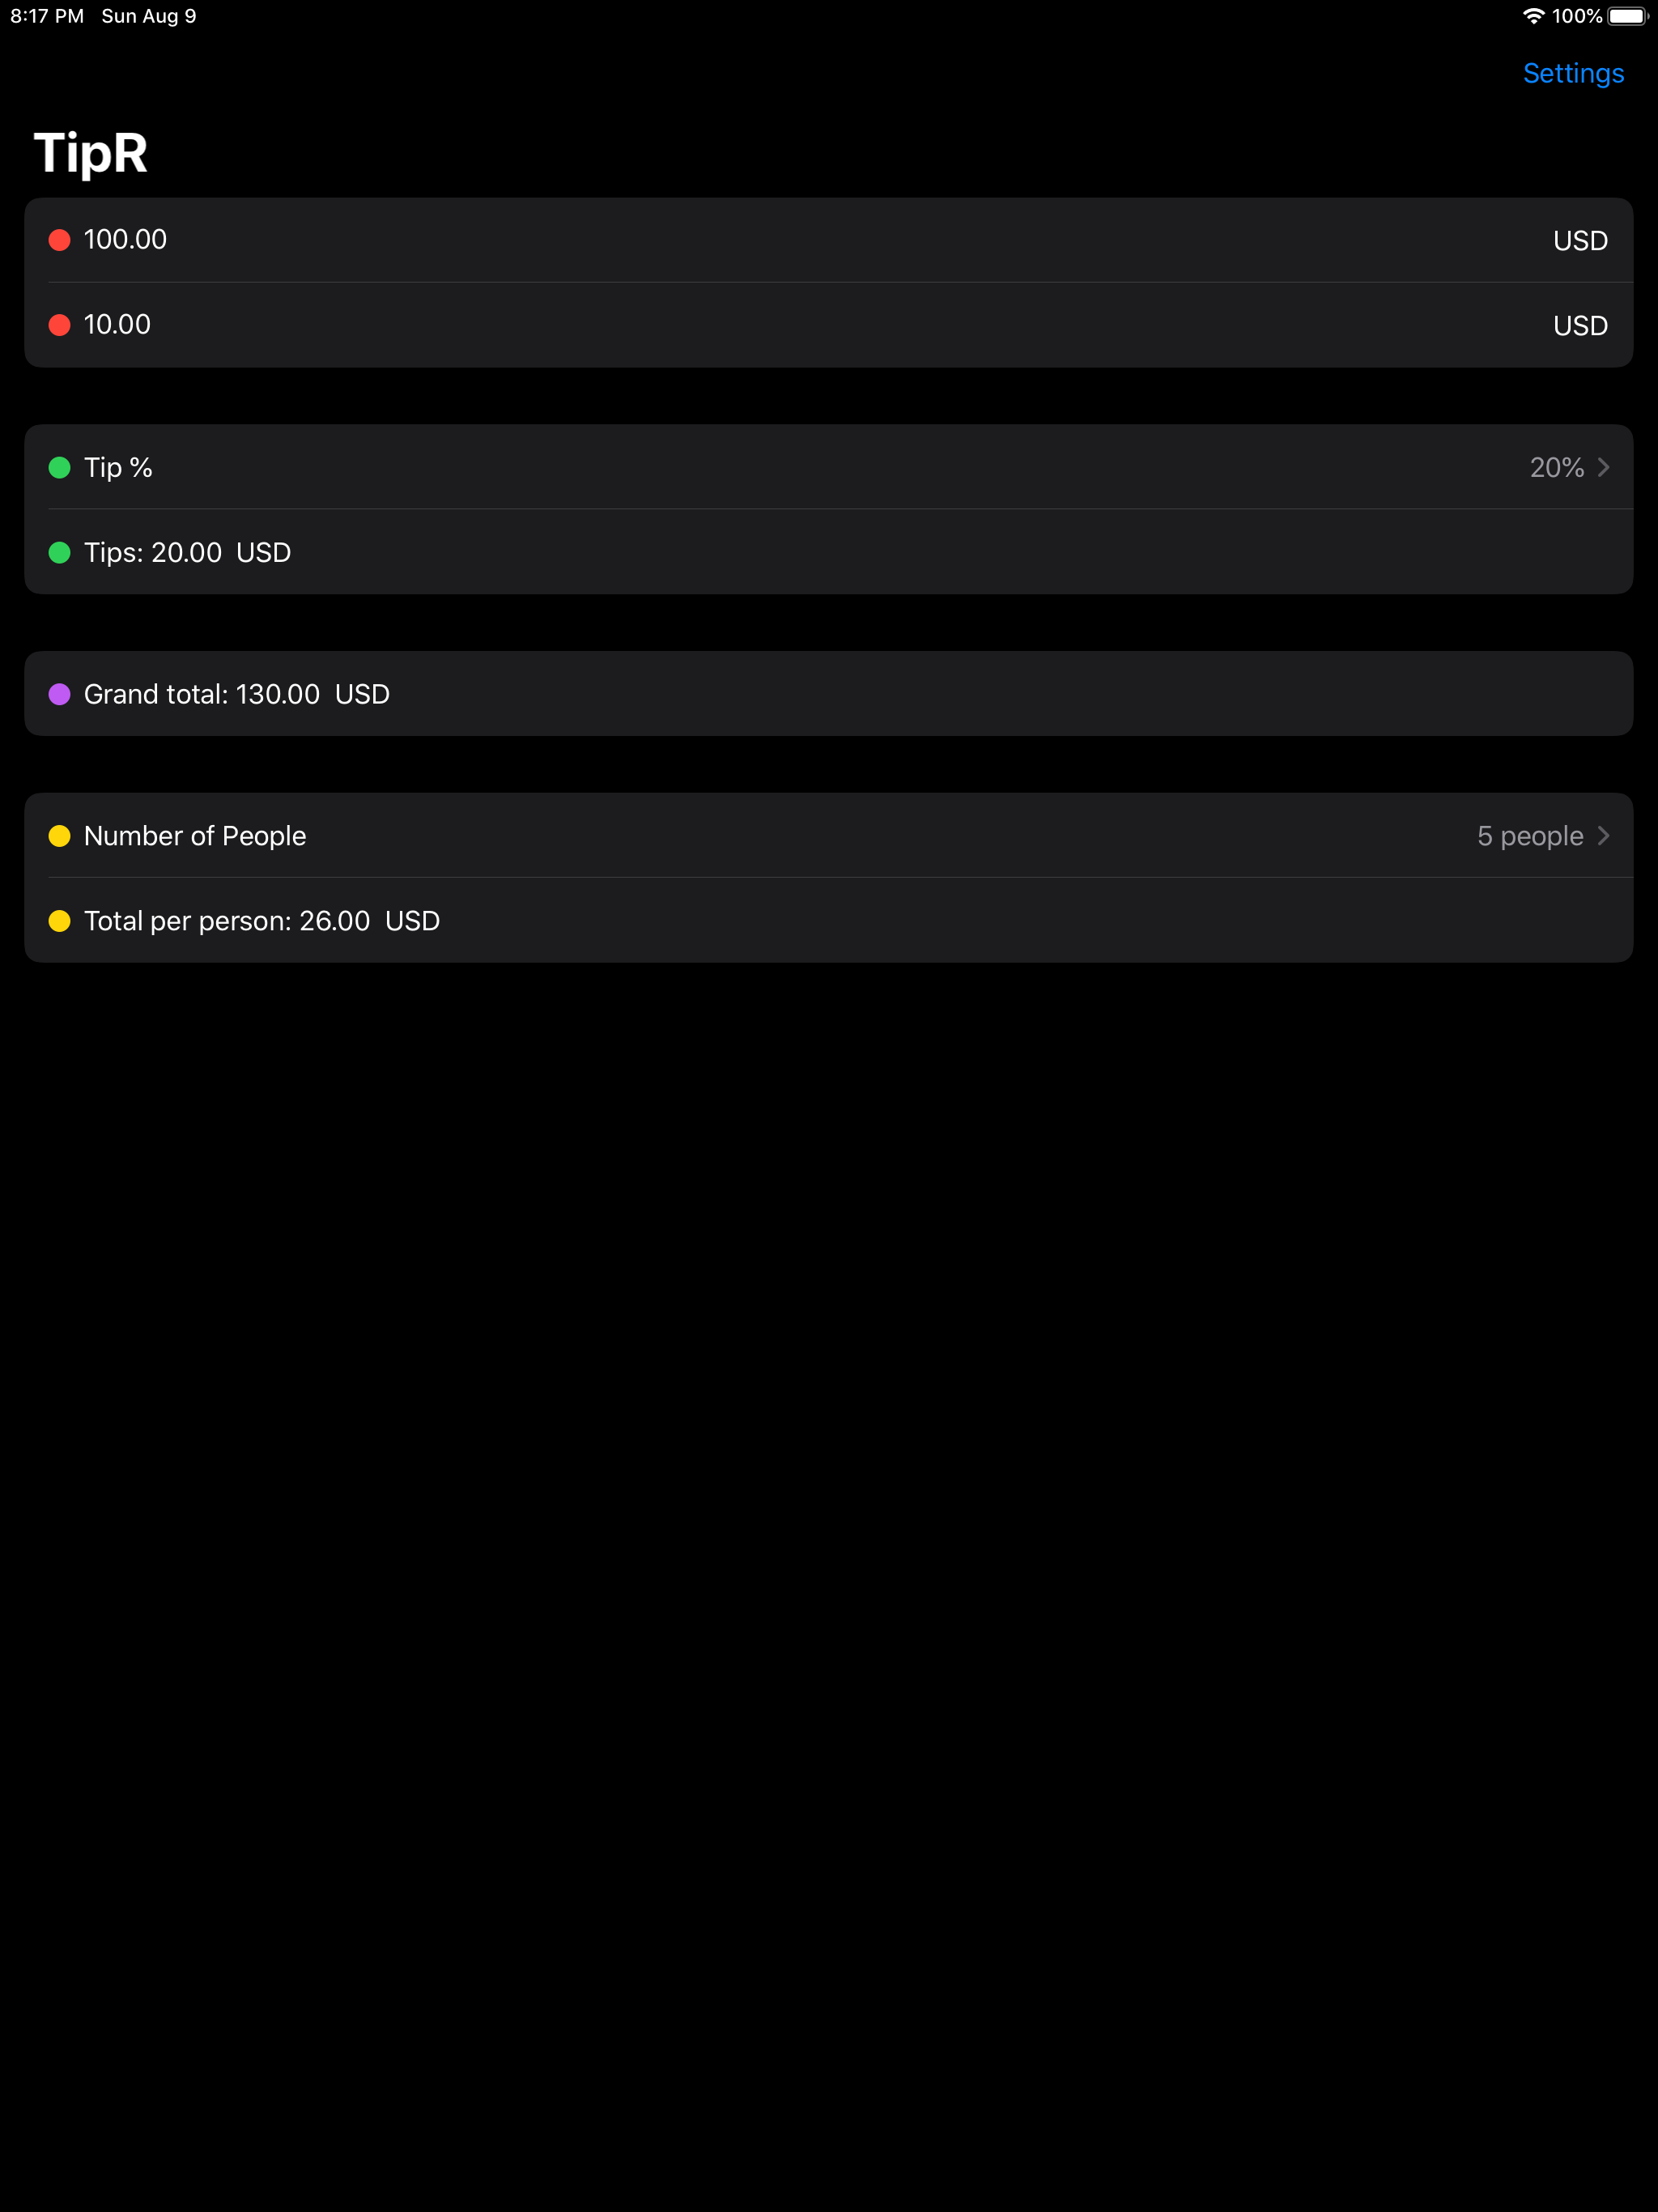 8:17 PM Sun Aug 9 100%
Settings
TipR
100.00 USD
10.00 USD
Tip % 20%
Tips: 20.00 USD
Grand total: 130.00 USD
Number of People 5 people
Total per person: 26.00 USD